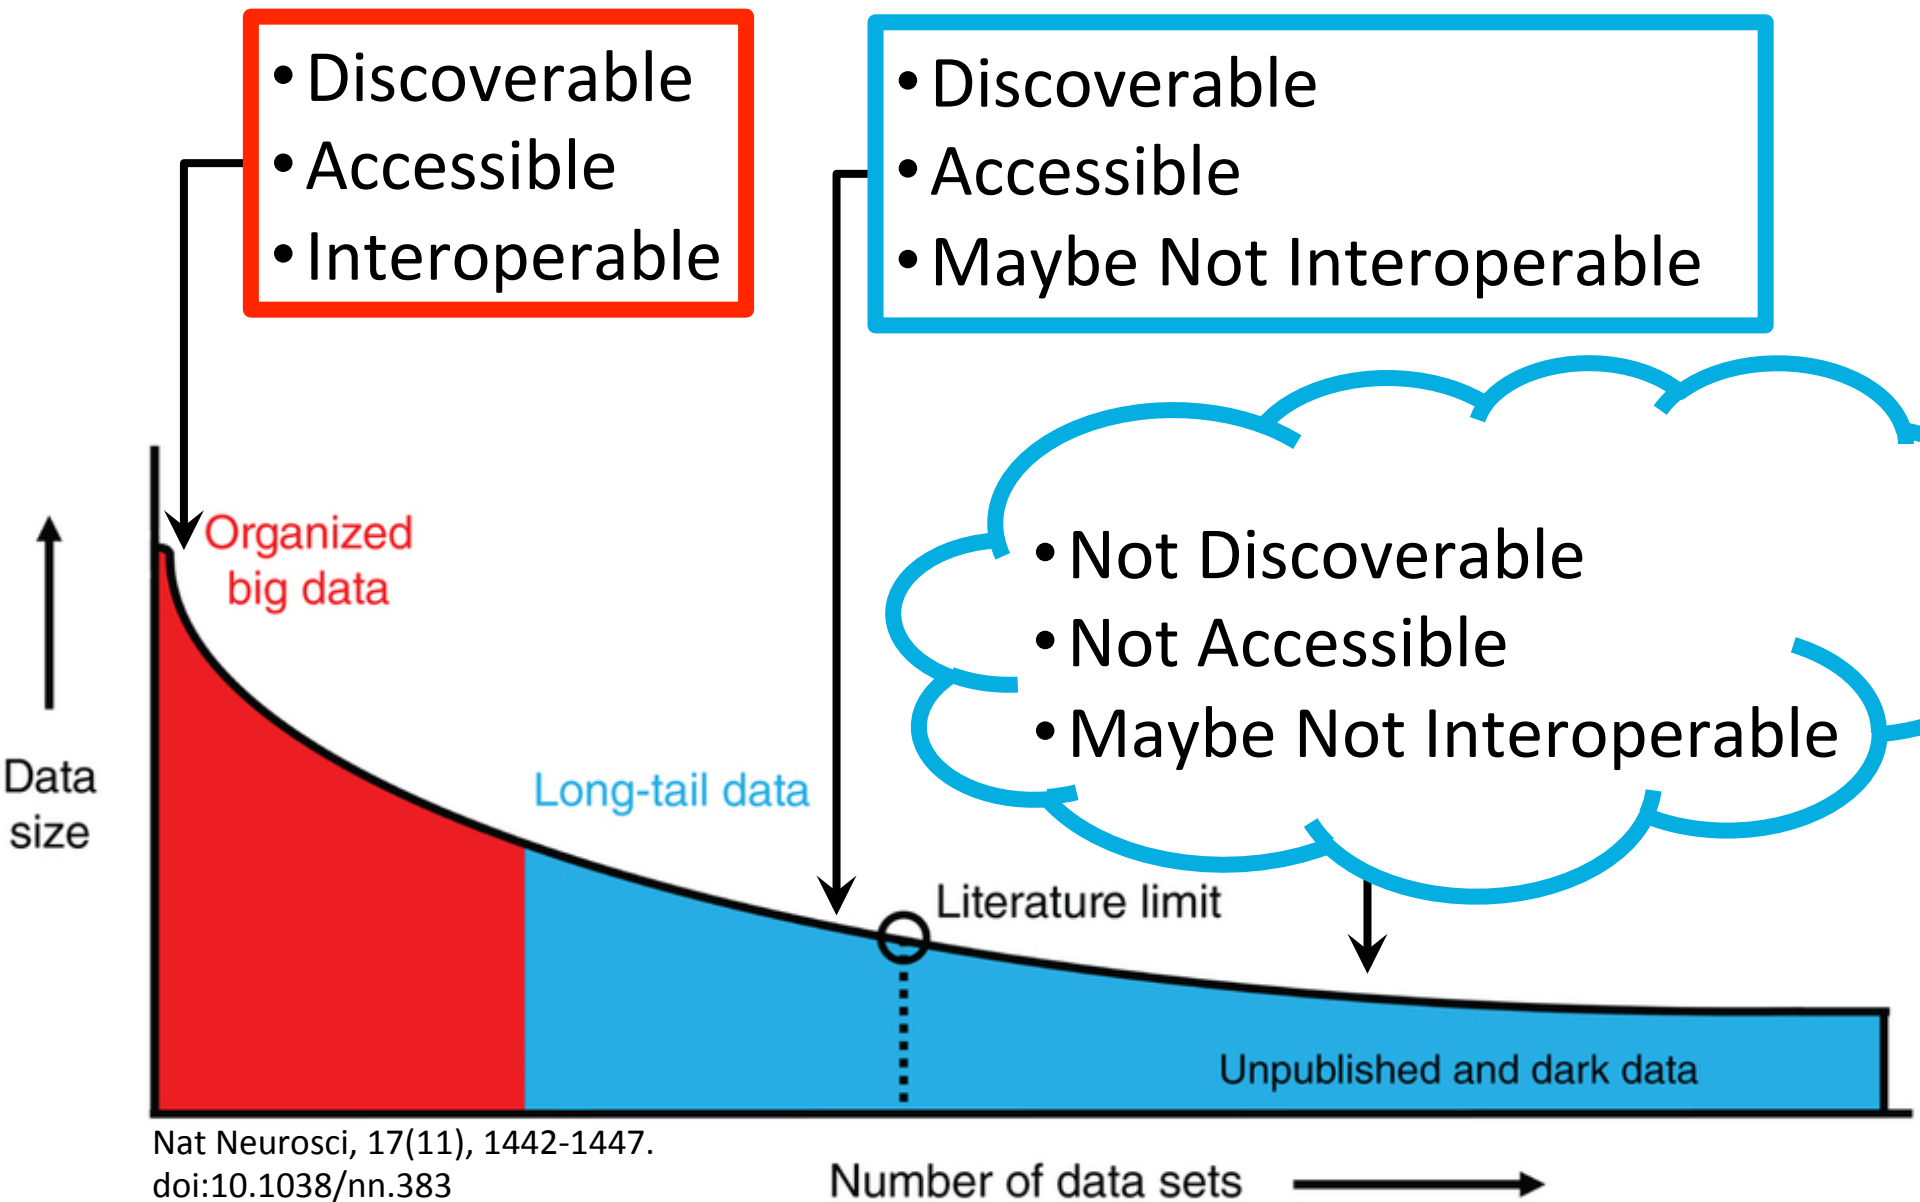 • Discoverable
• Accessible
• Interoperable
• Discoverable
• Accessible
• Maybe Not Interoperable
• Not Discoverable
• Not Accessible
• Maybe Not Interoperable
Organized
big data
Long-tail data
Data
size
Literature limit
Unpublished and dark data
Nat Neurosci, 17(11), 1442-1447.
doi:10.1038/nn.383
Number of data sets